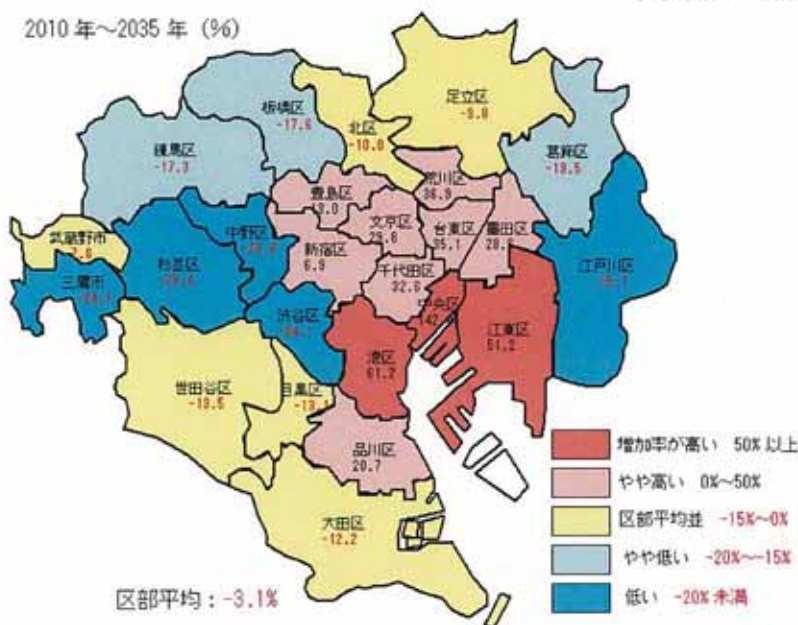 2010年～2035年 (%)
足立区
-9.8
板橋区
-17.6
北区
-10.0
練馬区
-17.3
葛飾区
荒川区
36.9
豊島区
文京区
台東区
35.1
墨田区
武蔵野市
中野区
新宿区
6.9
千代田区
32.6
江戸川区
三鷹市
杉並区
中央区
渋谷区
江東区
51.2
港区
61.2
世田谷区
-13.5
目黒区
品川区
20.7
大田区
-12.2
区部平均：-3.1%
増加率が高い 50%以上
やや高い 0%～50%
区部平均並 -15%～0%
やや低い -20%～-15%
低い -20%未満